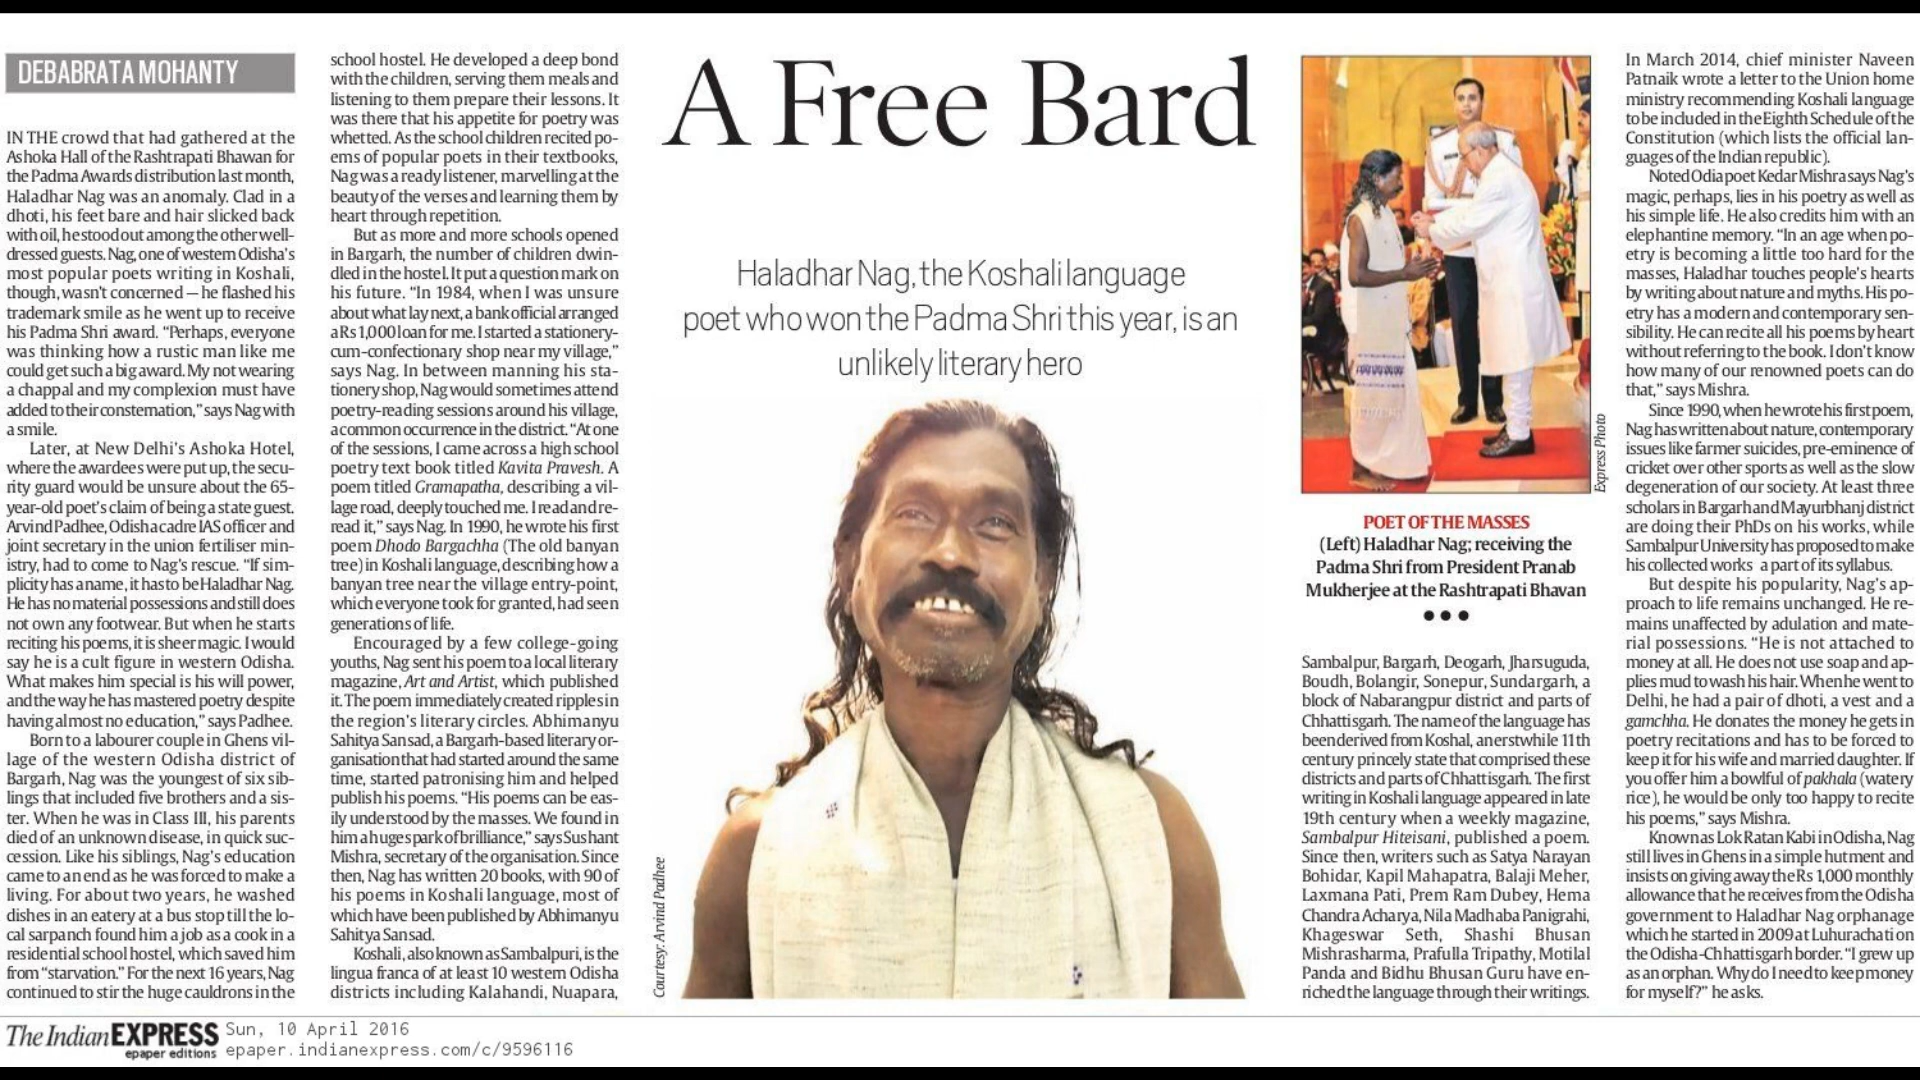 DEBABRATA MOHANTY
IN THE crowd that had gathered at the
Ashoka Hall of the Rashtrapati Bhawan for
the Padma Awards distribution last month,
Haladhar Nag was an anomaly. Clad in a
dhoti, his feet bare and hair slicked back
with oil, he stood out among the other well-
dressed guests. Nag, one of western Odisha's
most popular poets writing in Koshali,
though, wasn't concerned — he flashed his
trademark smile as he went up to receive
his Padma Shri award. “Perhaps, everyone
was thinking how a rustic man like me
could get such a big award. My not wearing
a chappal and my complexion must have
added to their consternation,” says Nag with
a smile.
Later, at New Delhi's Ashoka Hotel,
where the awardees were put up, the secu-
rity guard would be unsure about the 65-
year-old poet's claim of being a state guest.
Arvind Padhee, Odisha cadre IAS officer and
joint secretary in the union fertiliser min-
istry, had to come to Nag's rescue. “If sim-
plicity has a name, it has to be Haladhar Nag.
He has no material possessions and still does
not own any footwear. But when he starts
reciting his poems, it is sheer magic. I would
say he is a cult figure in western Odisha.
What makes him special is his will power,
and the way he has mastered poetry despite
having almost no education,” says Padhee.
Born to a labourer couple in Ghens vil-
lage of the western Odisha district of
Bargarh, Nag was the youngest of six sib-
lings that included five brothers and a sis-
ter. When he was in Class III, his parents
died of an unknown disease, in quick suc-
cession. Like his siblings, Nag's education
came to an end as he was forced to make a
living. For about two years, he washed
dishes in an eatery at a bus stop till the lo-
cal sarpanch found him a job as a cook in a
residential school hostel, which saved him
from “starvation.” For the next 16 years, Nag
continued to stir the huge cauldrons in the
school hostel. He developed a deep bond
with the children, serving them meals and
listening to them prepare their lessons. It
was there that his appetite for poetry was
whetted. As the school children recited po-
ems of popular poets in their textbooks,
Nag was a ready listener, marvelling at the
beauty of the verses and learning them by
heart through repetition.
But as more and more schools opened
in Bargarh, the number of children dwin-
dled in the hostel. It put a question mark on
his future. “In 1984, when I was unsure
about what lay next, a bank official arranged
a Rs 1,000 loan for me. I started a stationery-
cum-confectionary shop near my village,”
says Nag. In between manning his sta-
tionery shop, Nag would sometimes attend
poetry-reading sessions around his village,
a common occurrence in the district. “At one
of the sessions, I came across a high school
poetry text book titled Kavita Pravesh. A
poem titled Gramapatha, describing a vil-
lage road, deeply touched me. I read and re-
read it,” says Nag. In 1990, he wrote his first
poem Dhodo Bargachha (The old banyan
tree) in Koshali language, describing how a
banyan tree near the village entry-point,
which everyone took for granted, had seen
generations of life.
Encouraged by a few college-going
youths, Nag sent his poem to a local literary
magazine, Art and Artist, which published
it. The poem immediately created ripples in
the region's literary circles. Abhimanyu
Sahitya Sansad, a Bargarh-based literary or-
ganisation that had started around the same
time, started patronising him and helped
publish his poems. “His poems can be eas-
ily understood by the masses. We found in
him a huge spark of brilliance,” says Sushant
Mishra, secretary of the organisation. Since
then, Nag has written 20 books, with 90 of
his poems in Koshali language, most of
which have been published by Abhimanyu
Sahitya Sansad.
Koshali, also known as Sambalpuri, is the
lingua franca of at least 10 western Odisha
districts including Kalahandi, Nuapara,
A Free Bard
Haladhar Nag, the Koshali language
poet who won the Padma Shri this year, is an
unlikely literary hero
Courtesy: Arvind Padhee
Express Photo
POET OF THE MASSES
(Left) Haladhar Nag; receiving the
Padma Shri from President Pranab
Mukherjee at the Rashtrapati Bhavan
●●●
Sambalpur, Bargarh, Deogarh, Jharsuguda,
Boudh, Bolangir, Sonepur, Sundargarh, a
block of Nabarangpur district and parts of
Chhattisgarh. The name of the language has
been derived from Koshal, an erstwhile 11th
century princely state that comprised these
districts and parts of Chhattisgarh. The first
writing in Koshali language appeared in late
19th century when a weekly magazine,
Sambalpur Hiteisani, published a poem.
Since then, writers such as Satya Narayan
Bohidar, Kapil Mahapatra, Balaji Meher,
Laxmana Pati, Prem Ram Dubey, Hema
Chandra Acharya, Nila Madhaba Panigrahi,
Khageswar Seth, Shashi Bhusan
Mishrasharma, Prafulla Tripathy, Motilal
Panda and Bidhu Bhusan Guru have en-
riched the language through their writings.
In March 2014, chief minister Naveen
Patnaik wrote a letter to the Union home
ministry recommending Koshali language
to be included in the Eighth Schedule of the
Constitution (which lists the official lan-
guages of the Indian republic).
Noted Odia poet Kedar Mishra says Nag's
magic, perhaps, lies in his poetry as well as
his simple life. He also credits him with an
elephantine memory. “In an age when po-
etry is becoming a little too hard for the
masses, Haladhar touches people's hearts
by writing about nature and myths. His po-
etry has a modern and contemporary sen-
sibility. He can recite all his poems by heart
without referring to the book. I don't know
how many of our renowned poets can do
that,” says Mishra.
Since 1990, when he wrote his first poem,
Nag has written about nature, contemporary
issues like farmer suicides, pre-eminence of
cricket over other sports as well as the slow
degeneration of our society. At least three
scholars in Bargarh and Mayurbhanj district
are doing their PhDs on his works, while
Sambalpur University has proposed to make
his collected works a part of its syllabus.
But despite his popularity, Nag's ap-
proach to life remains unchanged. He re-
mains unaffected by adulation and mate-
rial possessions. “He is not attached to
money at all. He does not use soap and ap-
plies mud to wash his hair. When he went to
Delhi, he had a pair of dhoti, a vest and a
gamchha. He donates the money he gets in
poetry recitations and has to be forced to
keep it for his wife and married daughter. If
you offer him a bowlful of pakhala (watery
rice), he would be only too happy to recite
his poems,” says Mishra.
Known as Lok Ratan Kabi in Odisha, Nag
still lives in Ghens in a simple hutment and
insists on giving away the Rs 1,000 monthly
allowance that he receives from the Odisha
government to Haladhar Nag orphanage
which he started in 2009 at Luhurachati on
the Odisha-Chhattisgarh border. “I grew up
as an orphan. Why do I need to keep money
for myself?” he asks.
The Indian EXPRESS
epaper editions
Sun, 10 April 2016
epaper.indianexpress.com/c/9596116